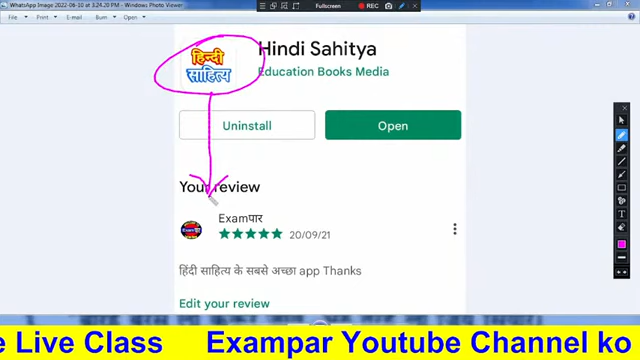 WhatsApp Image 2022-06-10 at 3.24.20 PM - Windows Photo Viewer
Fullscreen
REC
File Print E-mail Burn Open
हिन्दी
साहित्य
Hindi Sahitya
Education Books Media
Uninstall
Open
Your review
Examपार
Examपार
20/09/21
हिंदी साहित्य के सबसे अच्छा app Thanks
Edit your review
e Live Class Exampar Youtube Channel ko